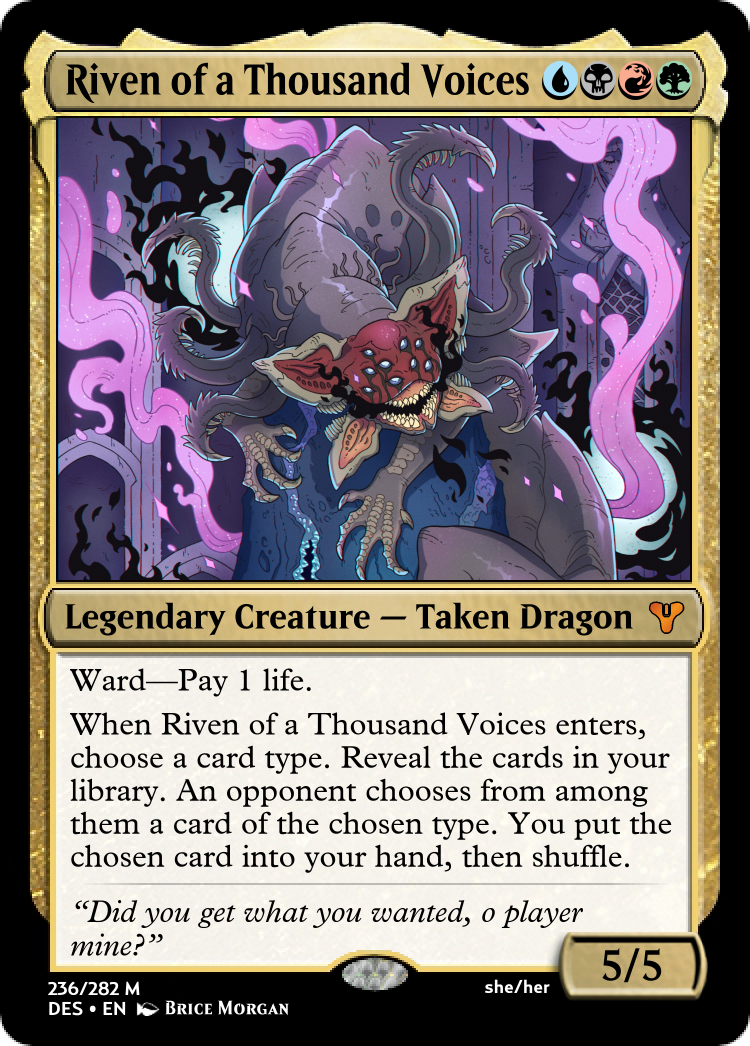 Riven of a Thousand Voices
Legendary Creature — Taken Dragon
Ward—Pay 1 life.
When Riven of a Thousand Voices enters,
choose a card type. Reveal the cards in your
library. An opponent chooses from among
them a card of the chosen type. You put the
chosen card into your hand, then shuffle.
“Did you get what you wanted, o player
mine?”
5/5
236/282 M
she/her
DES • EN Brice Morgan